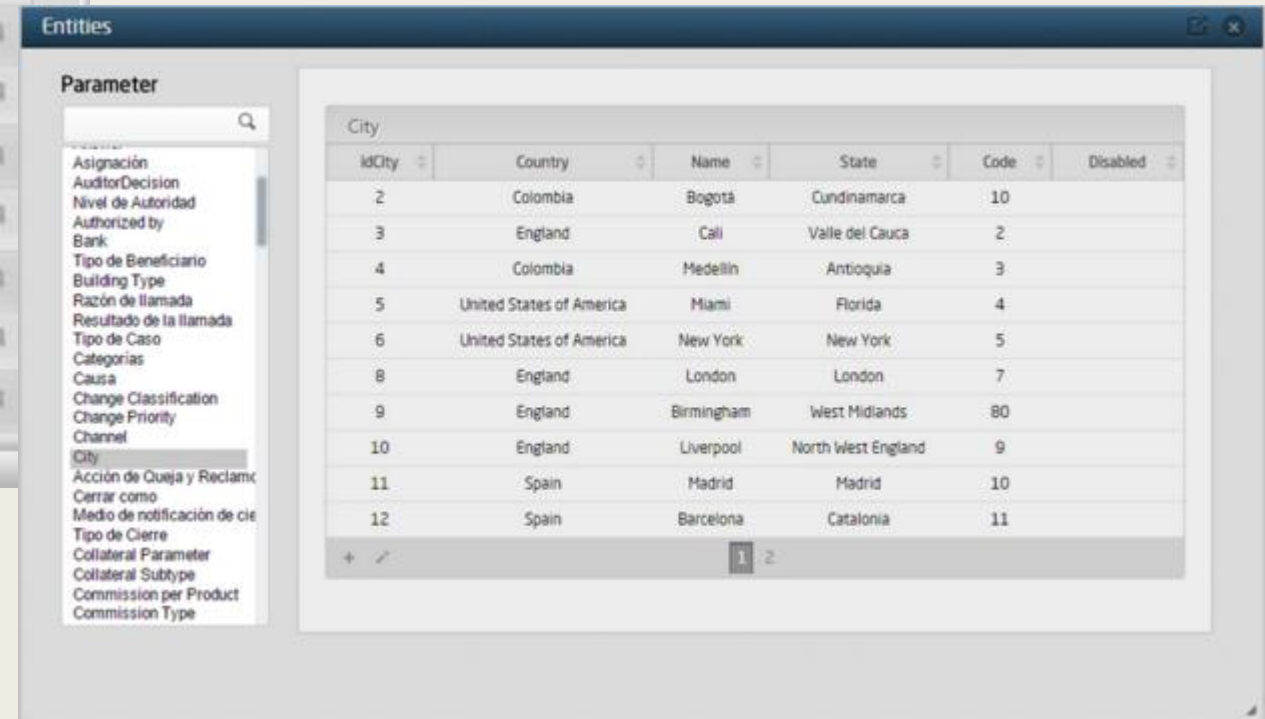 Entities
Parameter
Asignación
AuditorDecision
Nivel de Autoridad
Authorized by
Bank
Tipo de Beneficiario
Building Type
Razón de llamada
Resultado de la llamada
Tipo de Caso
Categorías
Causa
Change Classification
Change Priority
Channel
City
Acción de Queja y Reclamo
Cerrar como
Medio de notificación de cie
Tipo de Cierre
Collateral Parameter
Collateral Subtype
Commission per Product
Commission Type
City
IdCity Country Name State Code Disabled
2 Colombia Bogotá Cundinamarca 10
3 England Cali Valle del Cauca 2
4 Colombia Medellín Antioquia 3
5 United States of America Miami Florida 4
6 United States of America New York New York 5
8 England London London 7
9 England Birmingham West Midlands 80
10 England Liverpool North West England 9
11 Spain Madrid Madrid 10
12 Spain Barcelona Catalonia 11
1 2